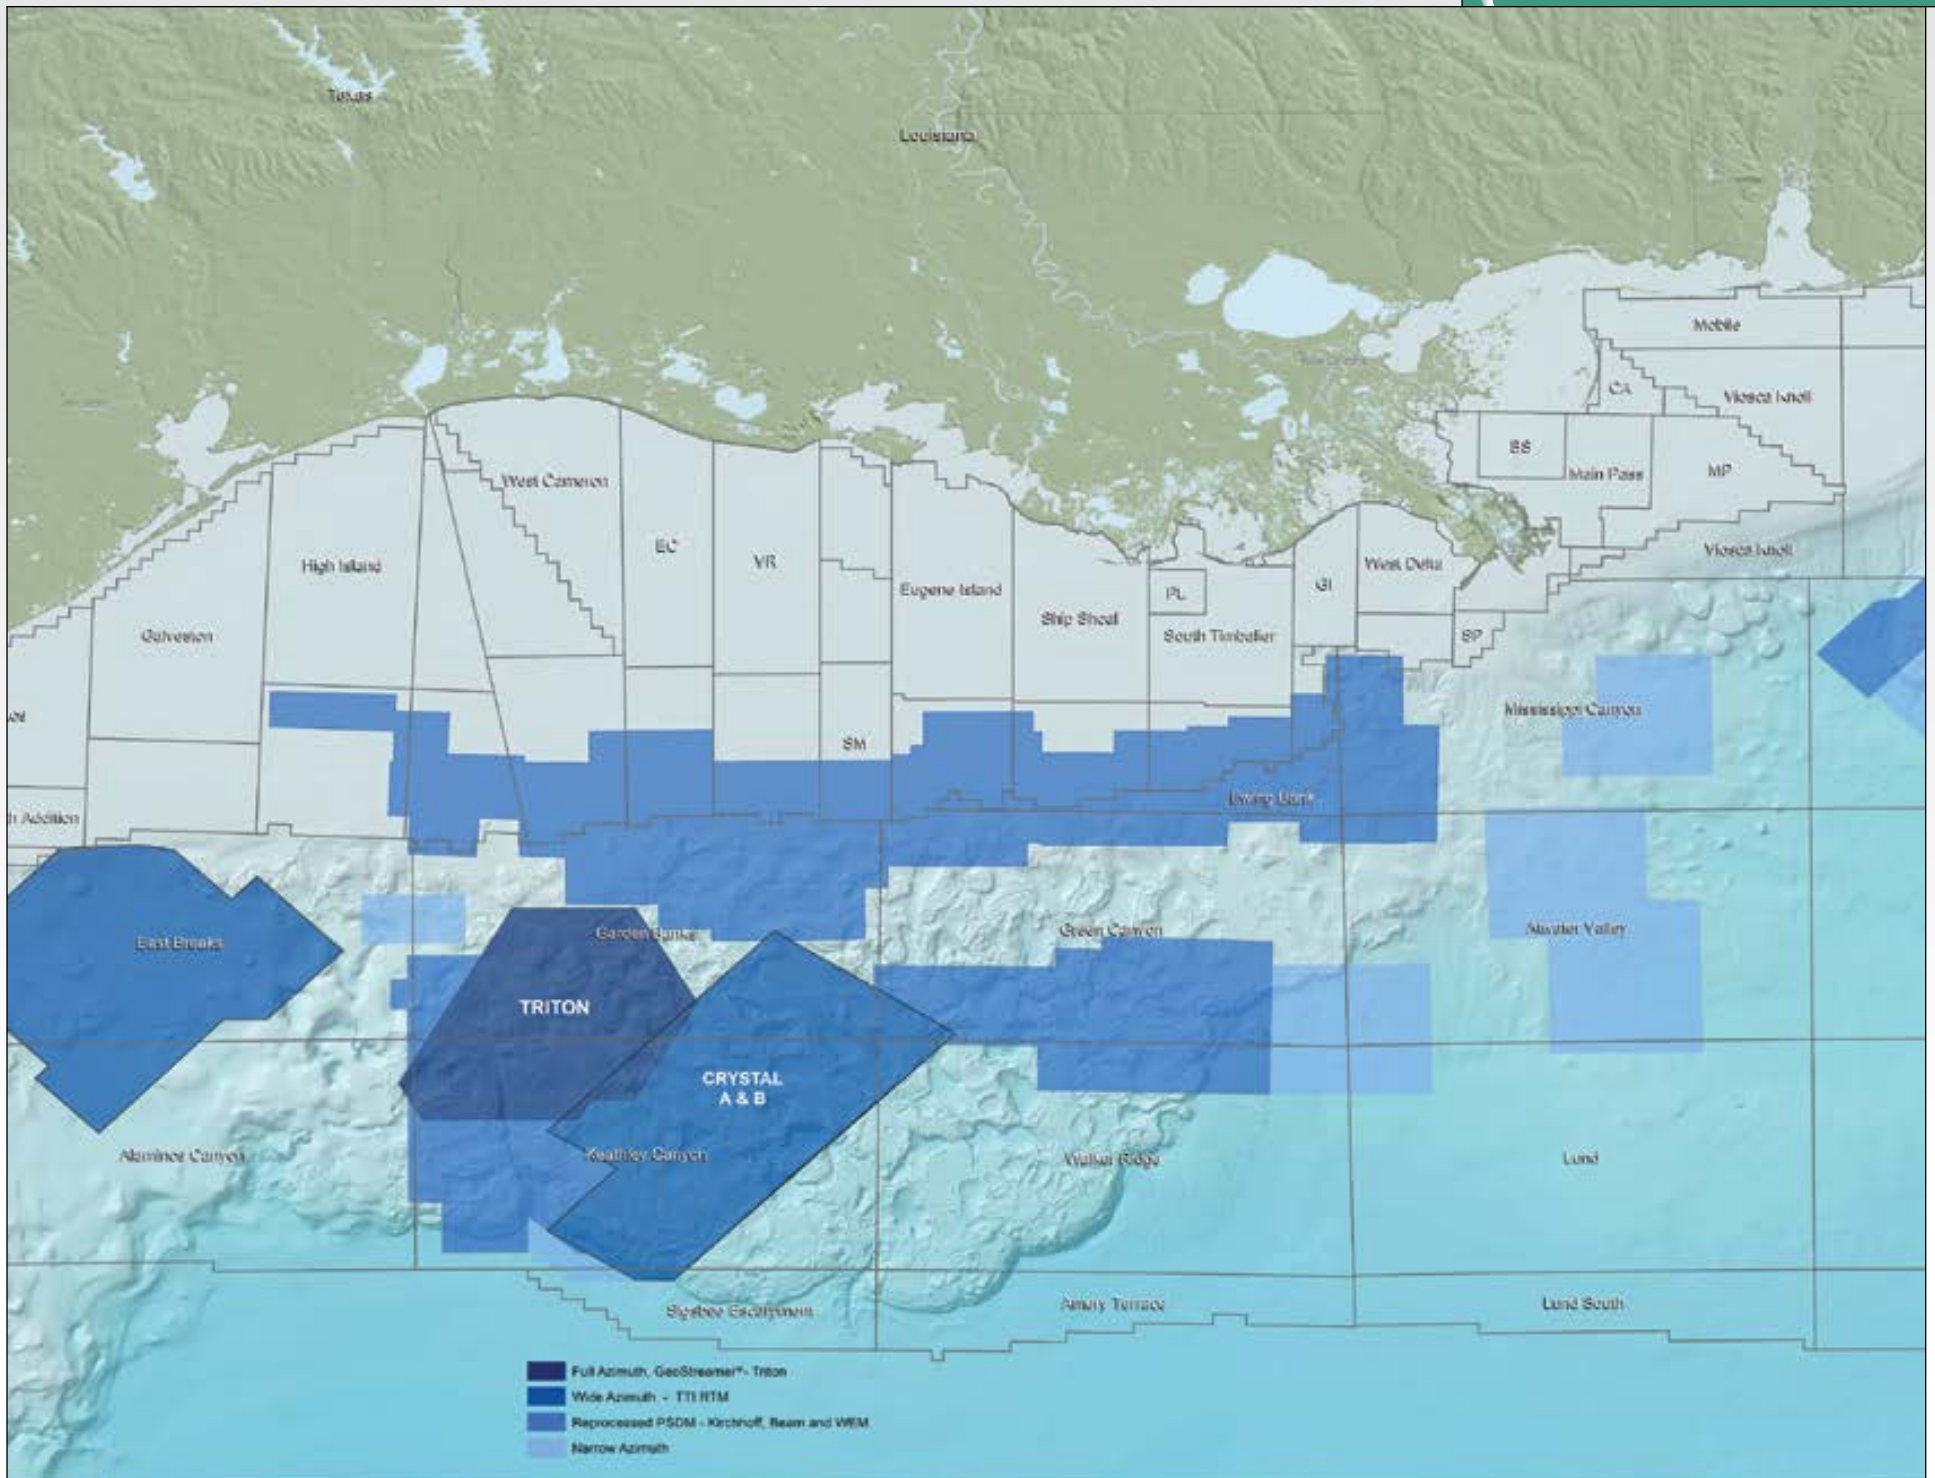 Texas
Louisiana
Mobile
CA
Viosca Knoll
BS
Main Pass
MP
West Cameron
EC
VR
High Island
Eugene Island
West Delta
Viosca Knoll
GI
PL
Ship Shoal
South Timbalier
SP
Galveston
Mississippi Canyon
SM
Ewing Bank
h Addition
East Breaks
Garden Banks
Green Canyon
Atwater Valley
TRITON
CRYSTAL
A & B
Alaminos Canyon
Keathley Canyon
Walker Ridge
Lund
Sigsbee Escarpment
Amery Terrace
Lund South
Full Azimuth, GeoStreamer®- Triton
Wide Azimuth - TTI RTM
Reprocessed PSDM - Kirchhoff, Beam and WEM
Narrow Azimuth